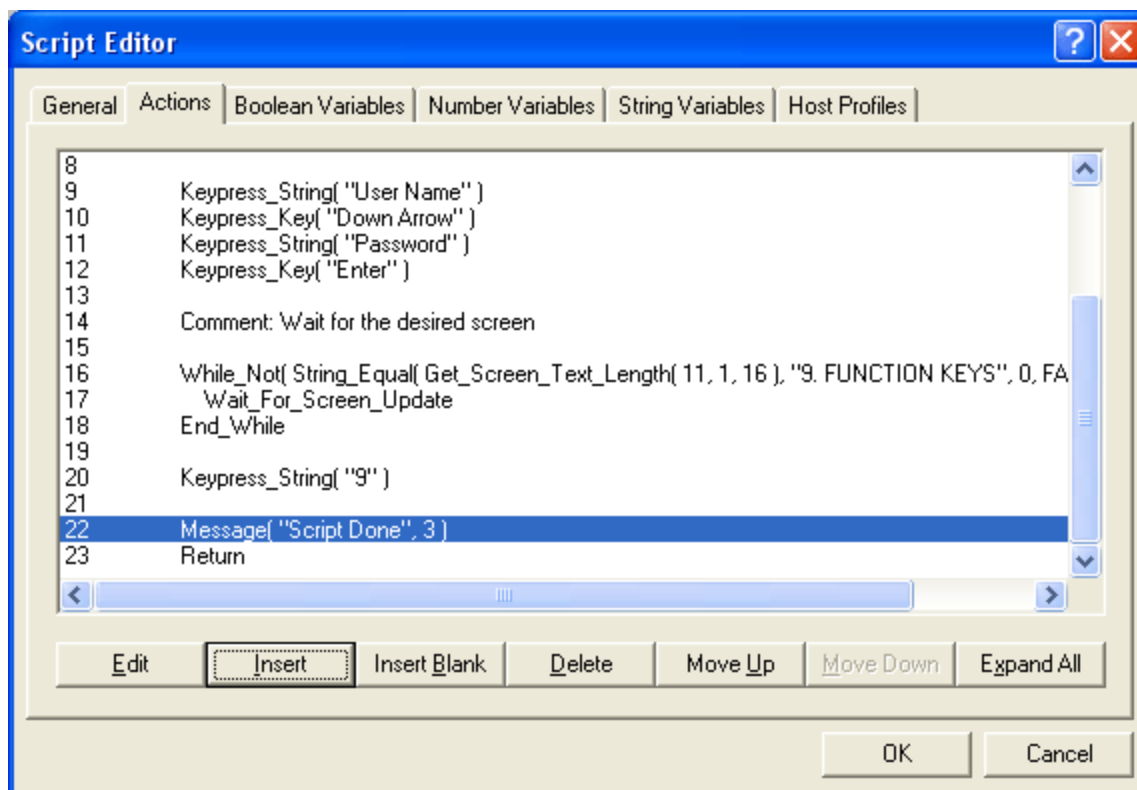 Script Editor
General Actions Boolean Variables Number Variables String Variables Host Profiles
8
9 Keypress_String( "User Name" )
10 Keypress_Key( "Down Arrow" )
11 Keypress_String( "Password" )
12 Keypress_Key( "Enter" )
13
14 Comment: Wait for the desired screen
15
16 While_Not( String_Equal( Get_Screen_Text_Length( 11, 1, 16 ), "9. FUNCTION KEYS", 0, FA
17 Wait_For_Screen_Update
18 End_While
19
20 Keypress_String( "9" )
21
22 Message( "Script Done", 3 )
23 Return
Edit Insert Insert Blank Delete Move Up Move Down Expand All
OK Cancel